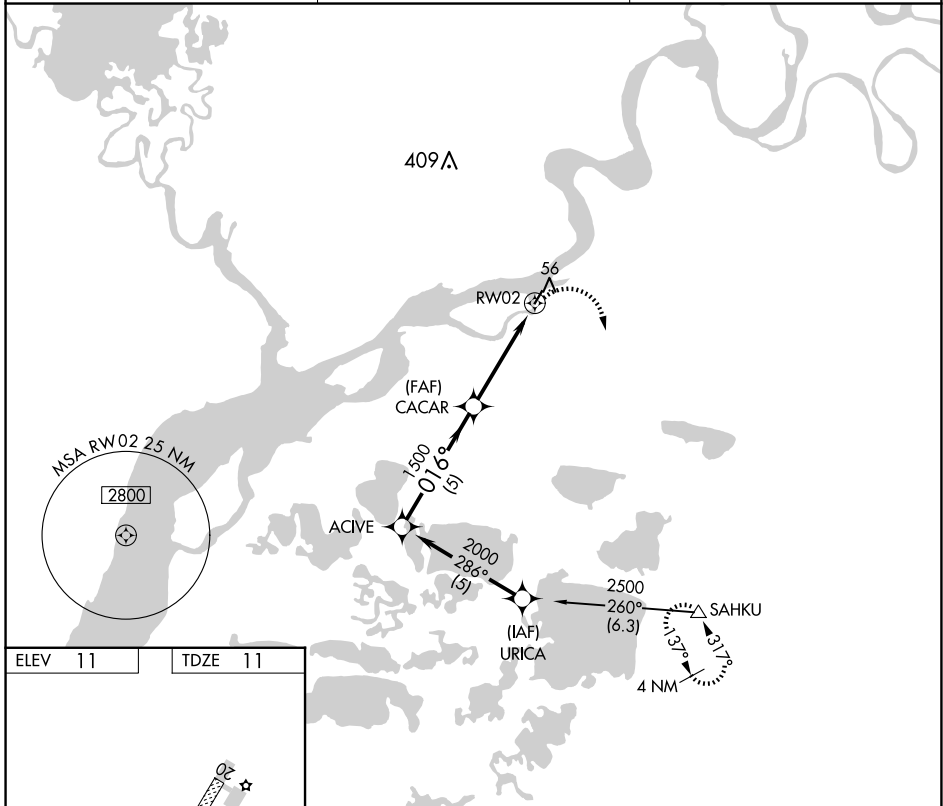 409
56
RW02
(FAF)
CACAR
1500
016°
(5)
MSA RW02 25 NM
2800
ACIVE
2000
286°
(5)
2500
260°
(6.3)
SAHKU
(IAF)
URICA
137°
317°
4 NM
ELEV 11
TDZE 11
20